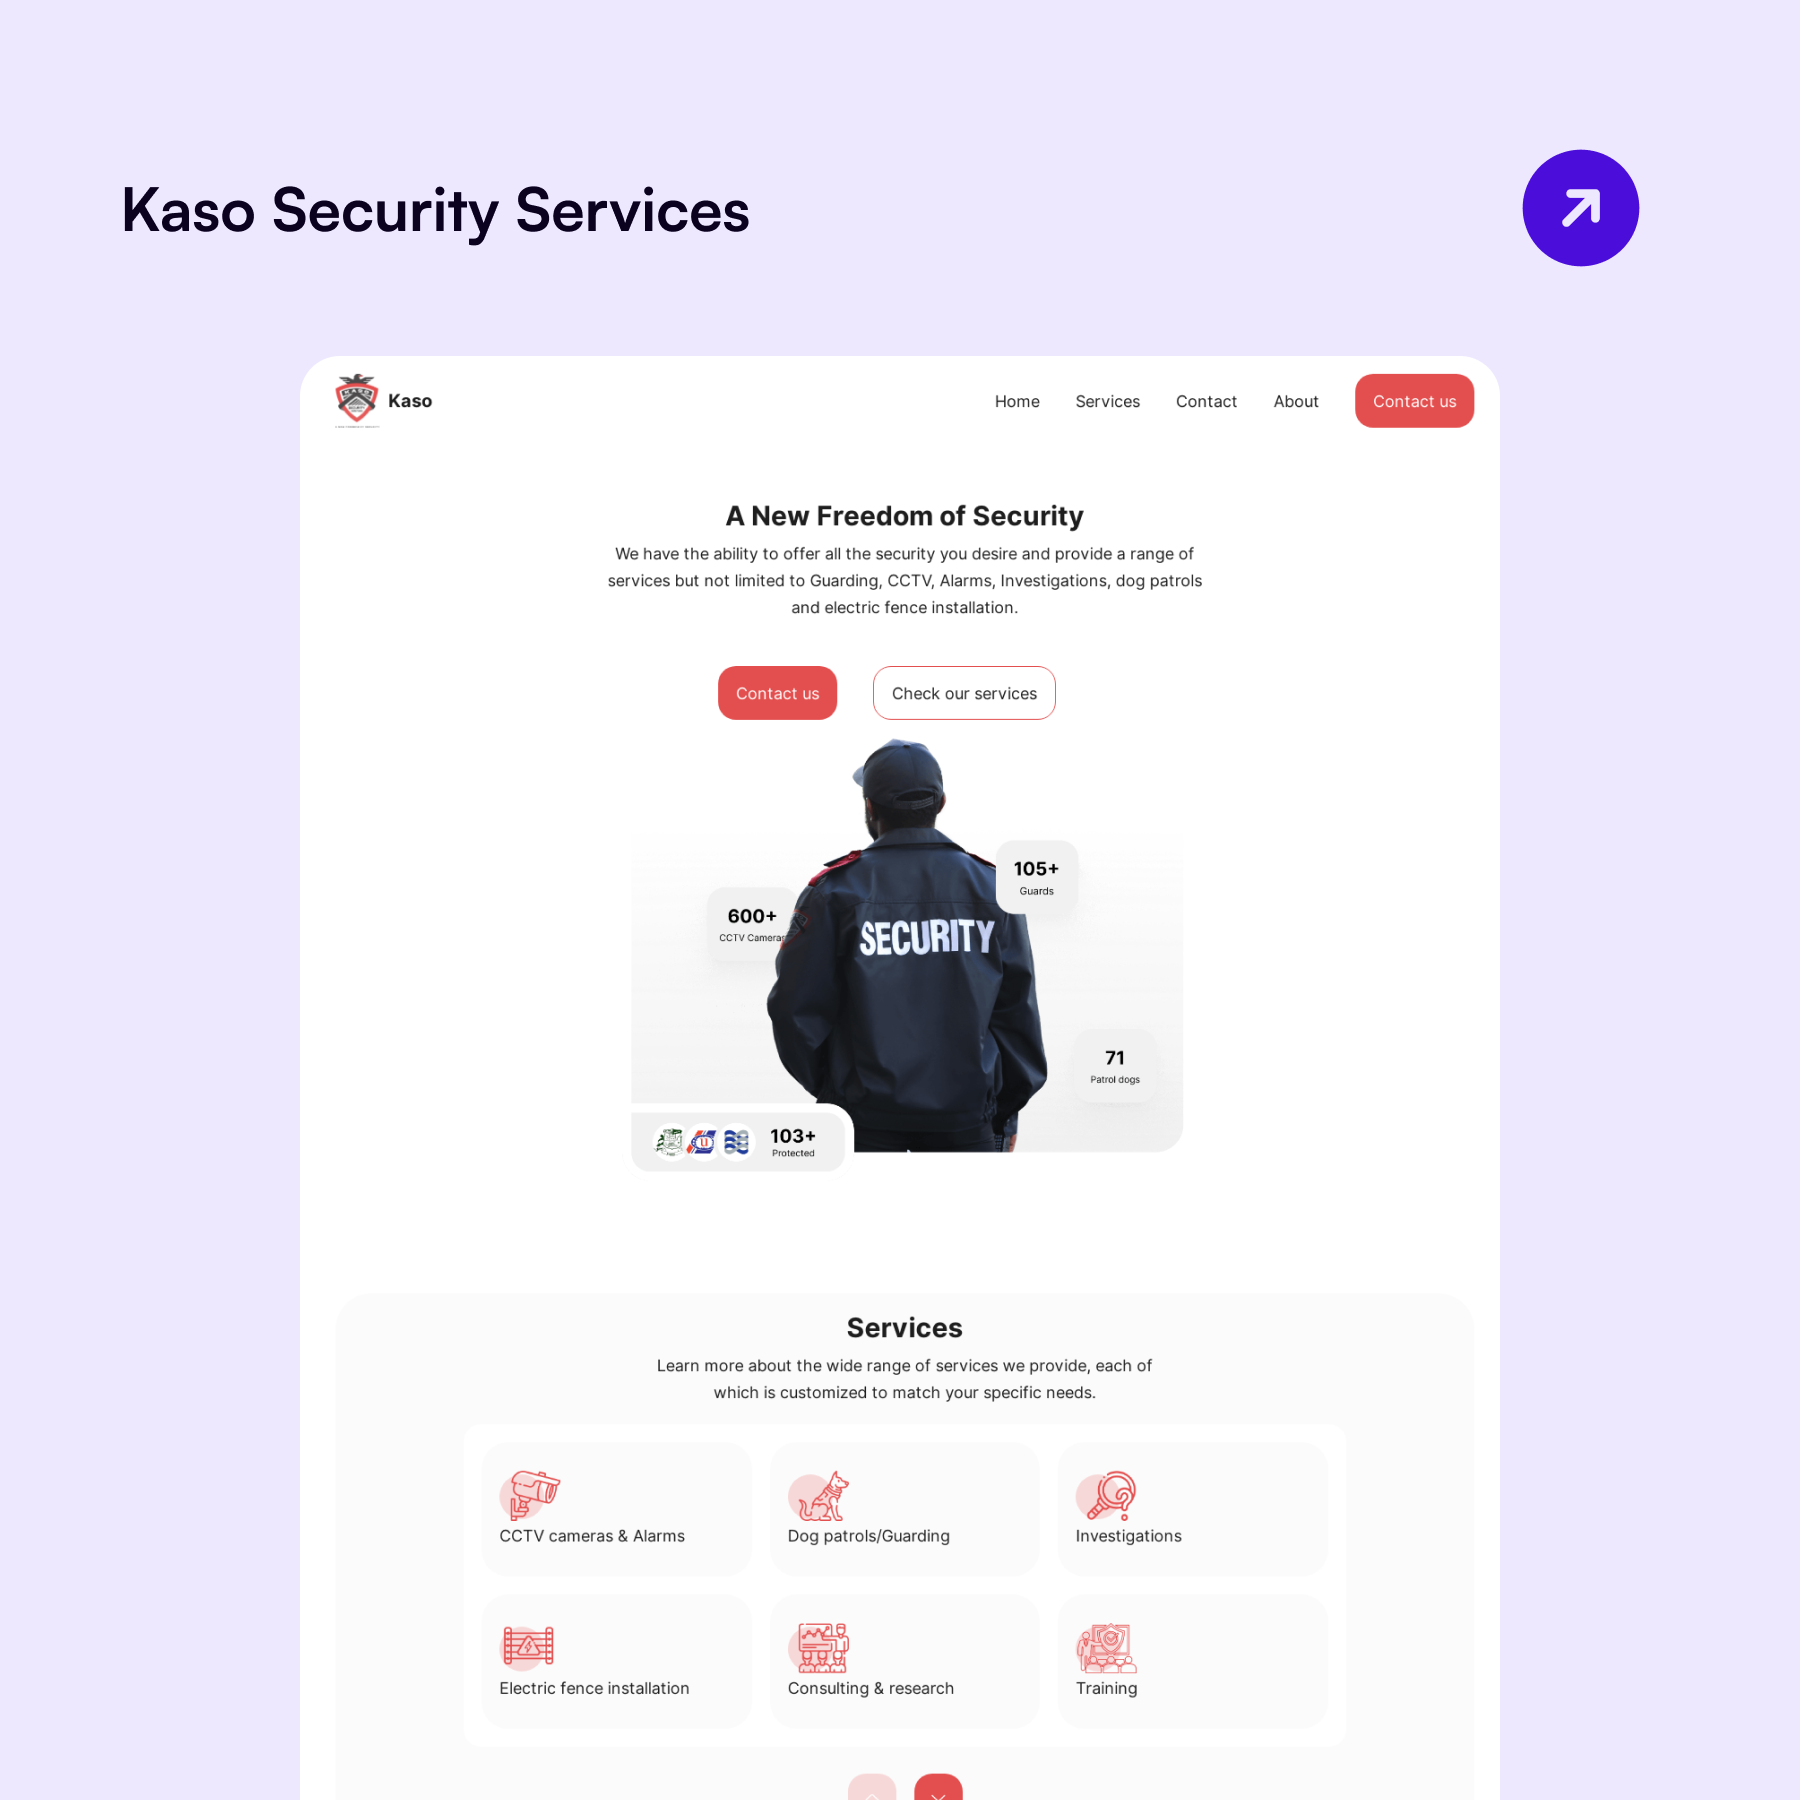 Kaso Security Services
KASO
Kaso
Home
Services
Contact
About
Contact us
A New Freedom of Security
We have the ability to offer all the security you desire and provide a range of
services but not limited to Guarding, CCTV, Alarms, Investigations, dog patrols
and electric fence installation.
Contact us
Check our services
105+
Guards
600+
CCTV Cameras
SECURITY
71
Patrol dogs
u
103+
Protected
Services
Learn more about the wide range of services we provide, each of
which is customized to match your specific needs.
CCTV cameras & Alarms
Dog patrols/Guarding
Investigations
Electric fence installation
Consulting & research
Training